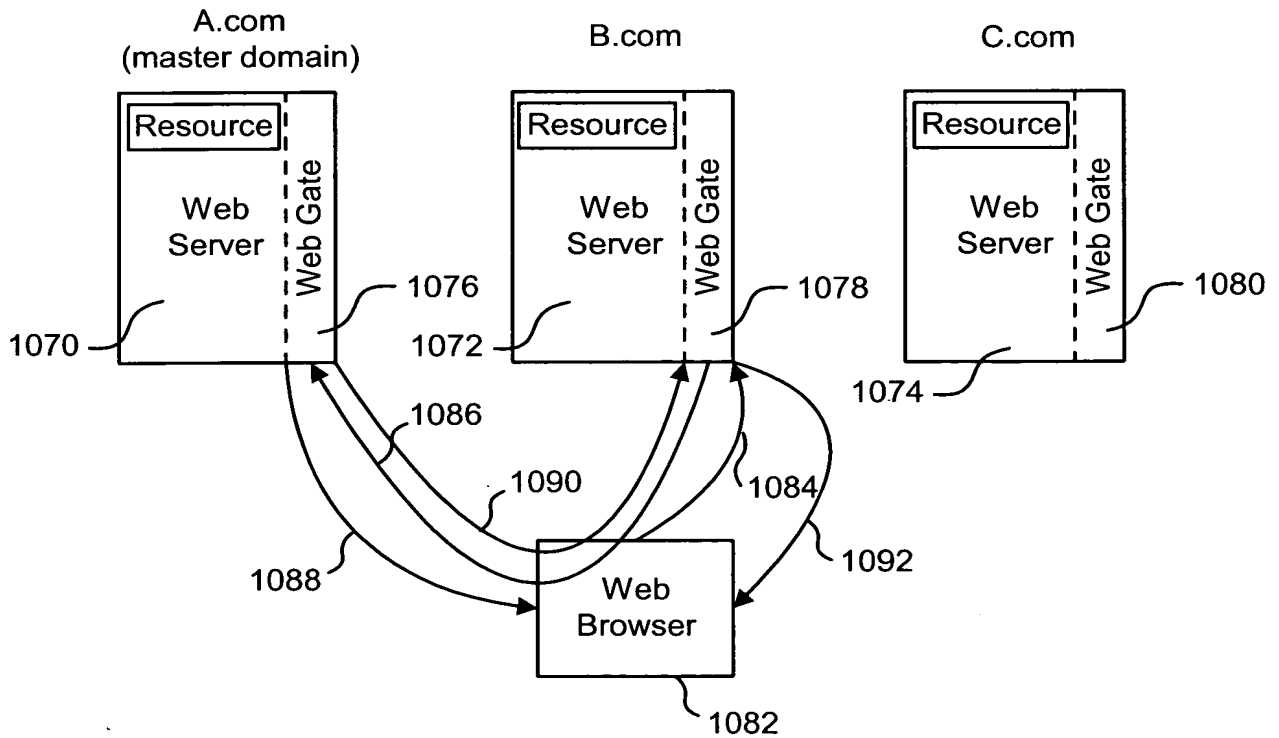 A.com
(master domain)
B.com
C.com
Resource
Web Gate
Web
Server
Resource
Web Gate
Web
Server
Resource
Web Gate
Web
Server
1076
1078
1080
1070
1072
1074
1086
1090
1084
1088
1092
Web
Browser
1082